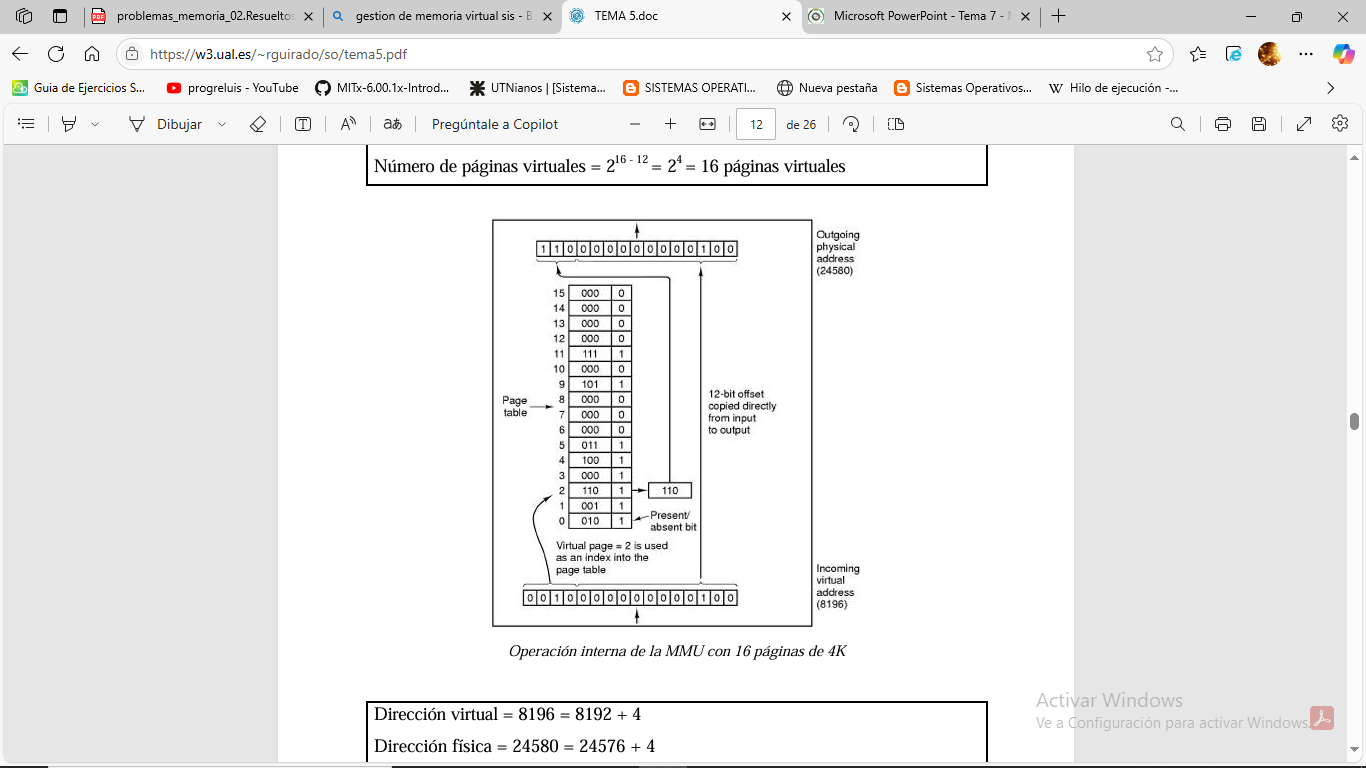 problemas_memoria_02.Resueltos
gestion de memoria virtual sis - B
TEMA 5.doc
Microsoft PowerPoint - Tema 7 -
https://w3.ual.es/~rguirado/so/tema5.pdf
Guia de Ejercicios S...
progreluis - YouTube
MITx-6.00.1x-Introd...
UTNianos | [Sistema...
SISTEMAS OPERATI...
Nueva pestaña
Sistemas Operativos...
W Hilo de ejecución -...
Dibujar
Pregúntale a Copilot
12 de 26
Número de páginas virtuales = 2^16 - 12 = 2^4 = 16 páginas virtuales
1 1 0 0 0 0 0 0 0 0 0 0 1 0 0
Outgoing
physical
address
(24580)
15 000 0
14 000 0
13 000 0
12 000 0
11 111 1
10 000 0
9 101 1
8 000 0
7 000 0
6 000 0
5 011 1
4 100 1
3 000 1
2 110 1 110
1 001 1
0 010 1
Page
table
12-bit offset
copied directly
from input
to output
Present/
absent bit
Virtual page = 2 is used
as an index into the
page table
0 0 1 0 0 0 0 0 0 0 0 0 0 1 0 0
Incoming
virtual
address
(8196)
Operación interna de la MMU con 16 páginas de 4K
Dirección virtual = 8196 = 8192 + 4
Dirección física = 24580 = 24576 + 4
Activar Windows
Ve a Configuración para activar Windows.